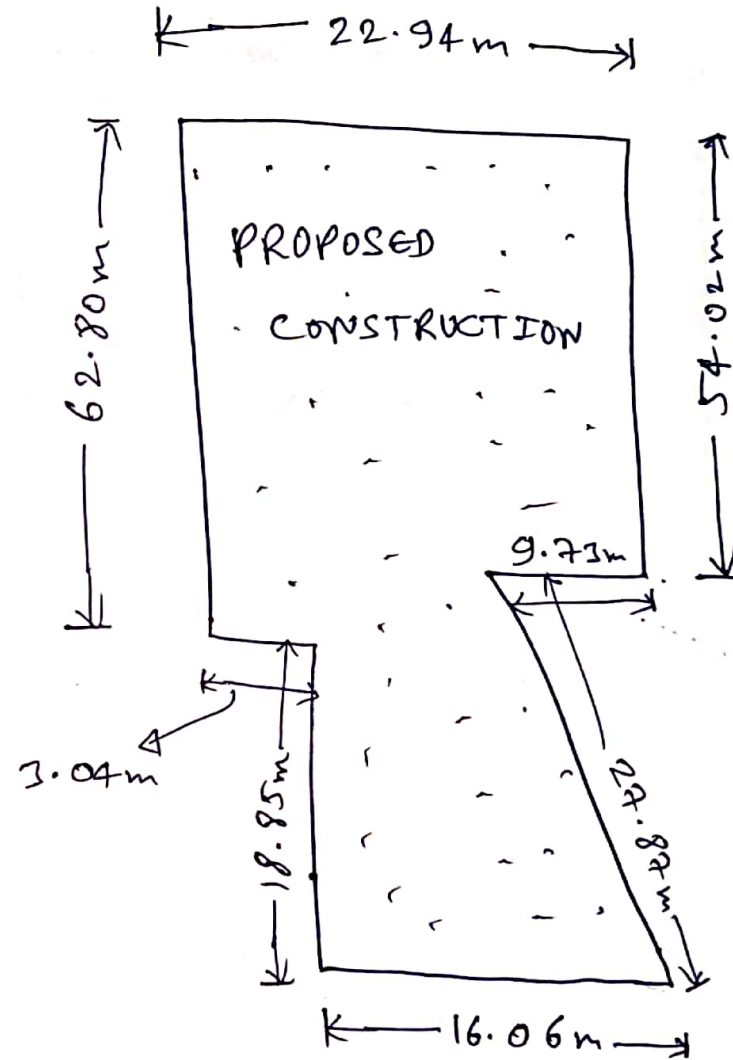 22.94m
PROPOSED
CONSTRUCTION
62.80m
54.02m
9.73m
3.04m
18.85m
27.87m
16.06m